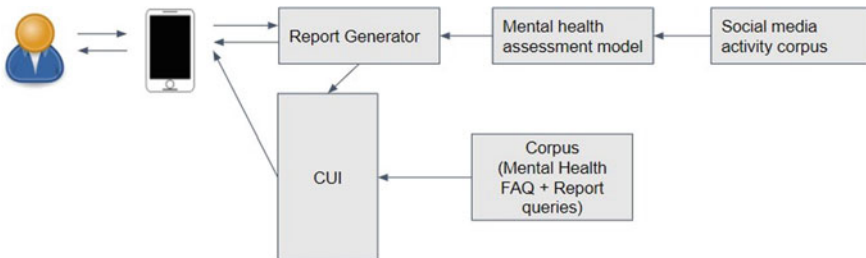 Report Generator
Mental health
assessment model
Social media
activity corpus
CUI
Corpus
(Mental Health
FAQ + Report
queries)